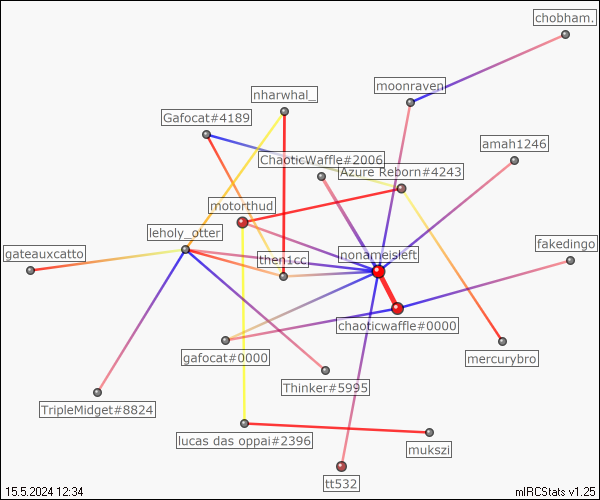 chobham.
moonraven
nharwhal_
Gafocat#4189
amah1246
ChaoticWaffle#2006
Azure Reborn#4243
motorthud
leholy_otter
fakedingo
gateauxcatto
then1cc
nonameisleft
chaoticwaffle#0000
gafocat#0000
mercurybro
Thinker#5995
TripleMidget#8824
lucas das oppai#2396
mukszi
tt532
15.5.2024 12:34
mIRCStats v1.25